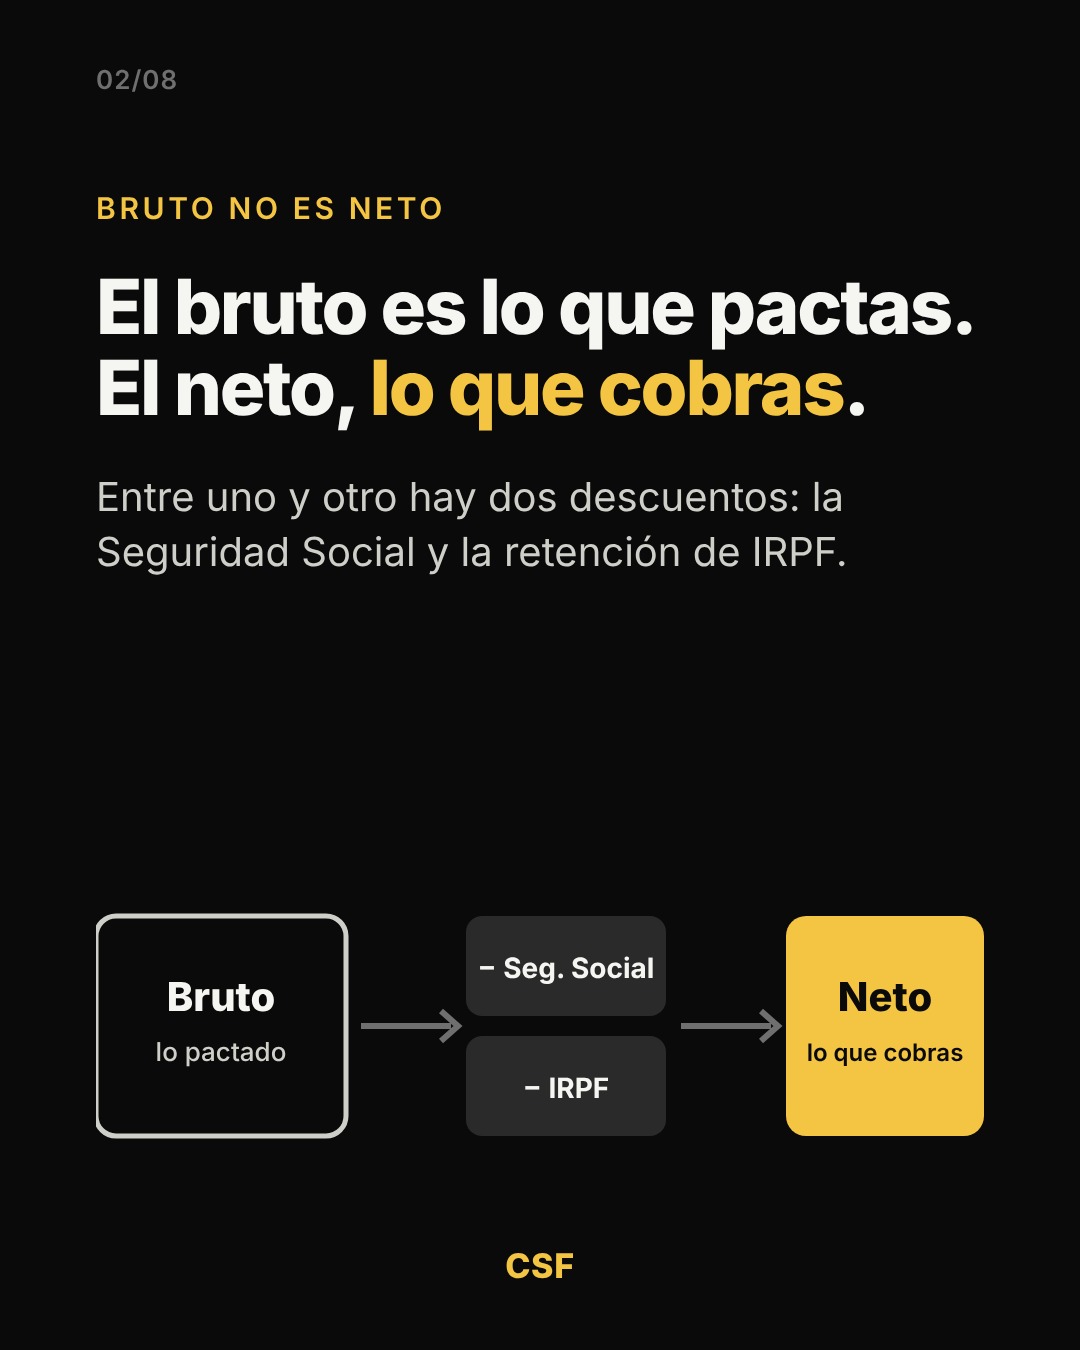 02/08
BRUTO NO ES NETO
El bruto es lo que pactas.
El neto, lo que cobras.
Entre uno y otro hay dos descuentos: la
Seguridad Social y la retención de IRPF.
Bruto
lo pactado
− Seg. Social
− IRPF
Neto
lo que cobras
CSF